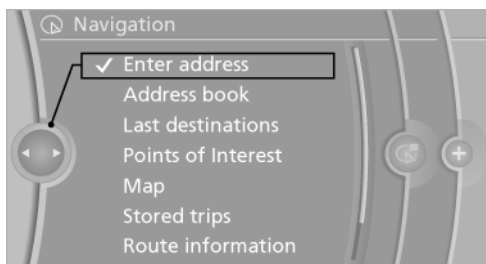 Navigation
Enter address
Address book
Last destinations
Points of Interest
Map
Stored trips
Route information